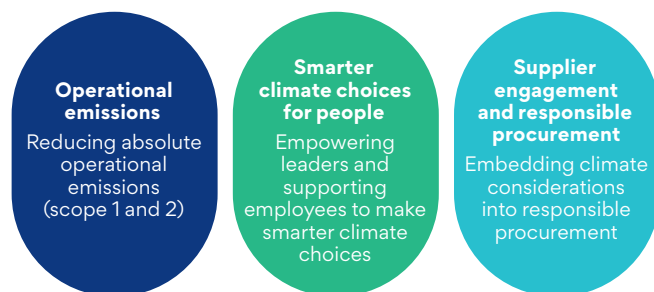 Operational
emissions
Reducing absolute
operational
emissions
(scope 1 and 2)
Smarter
climate choices
for people
Empowering
leaders and
supporting
employees to make
smarter climate
choices
Supplier
engagement
and responsible
procurement
Embedding climate
considerations
into responsible
procurement